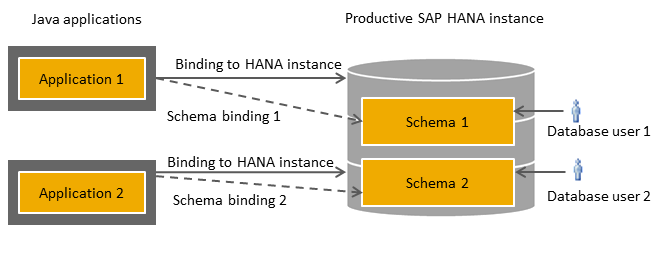 Java applications
Productive SAP HANA instance
Application 1
Binding to HANA instance
Schema binding 1
Schema 1
Database user 1
Application 2
Binding to HANA instance
Schema binding 2
Schema 2
Database user 2